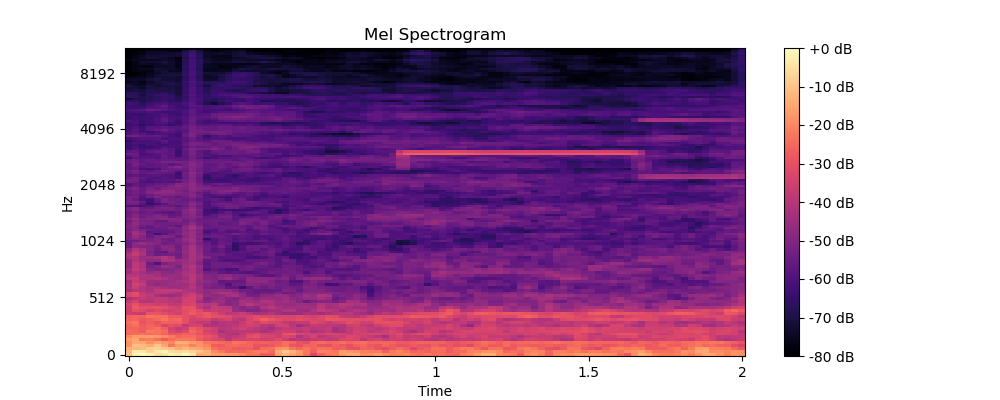 Mel Spectrogram
8192
4096
2048
1024
512
0
Hz
0 0.5 1 1.5 2
Time
+0 dB
-10 dB
-20 dB
-30 dB
-40 dB
-50 dB
-60 dB
-70 dB
-80 dB